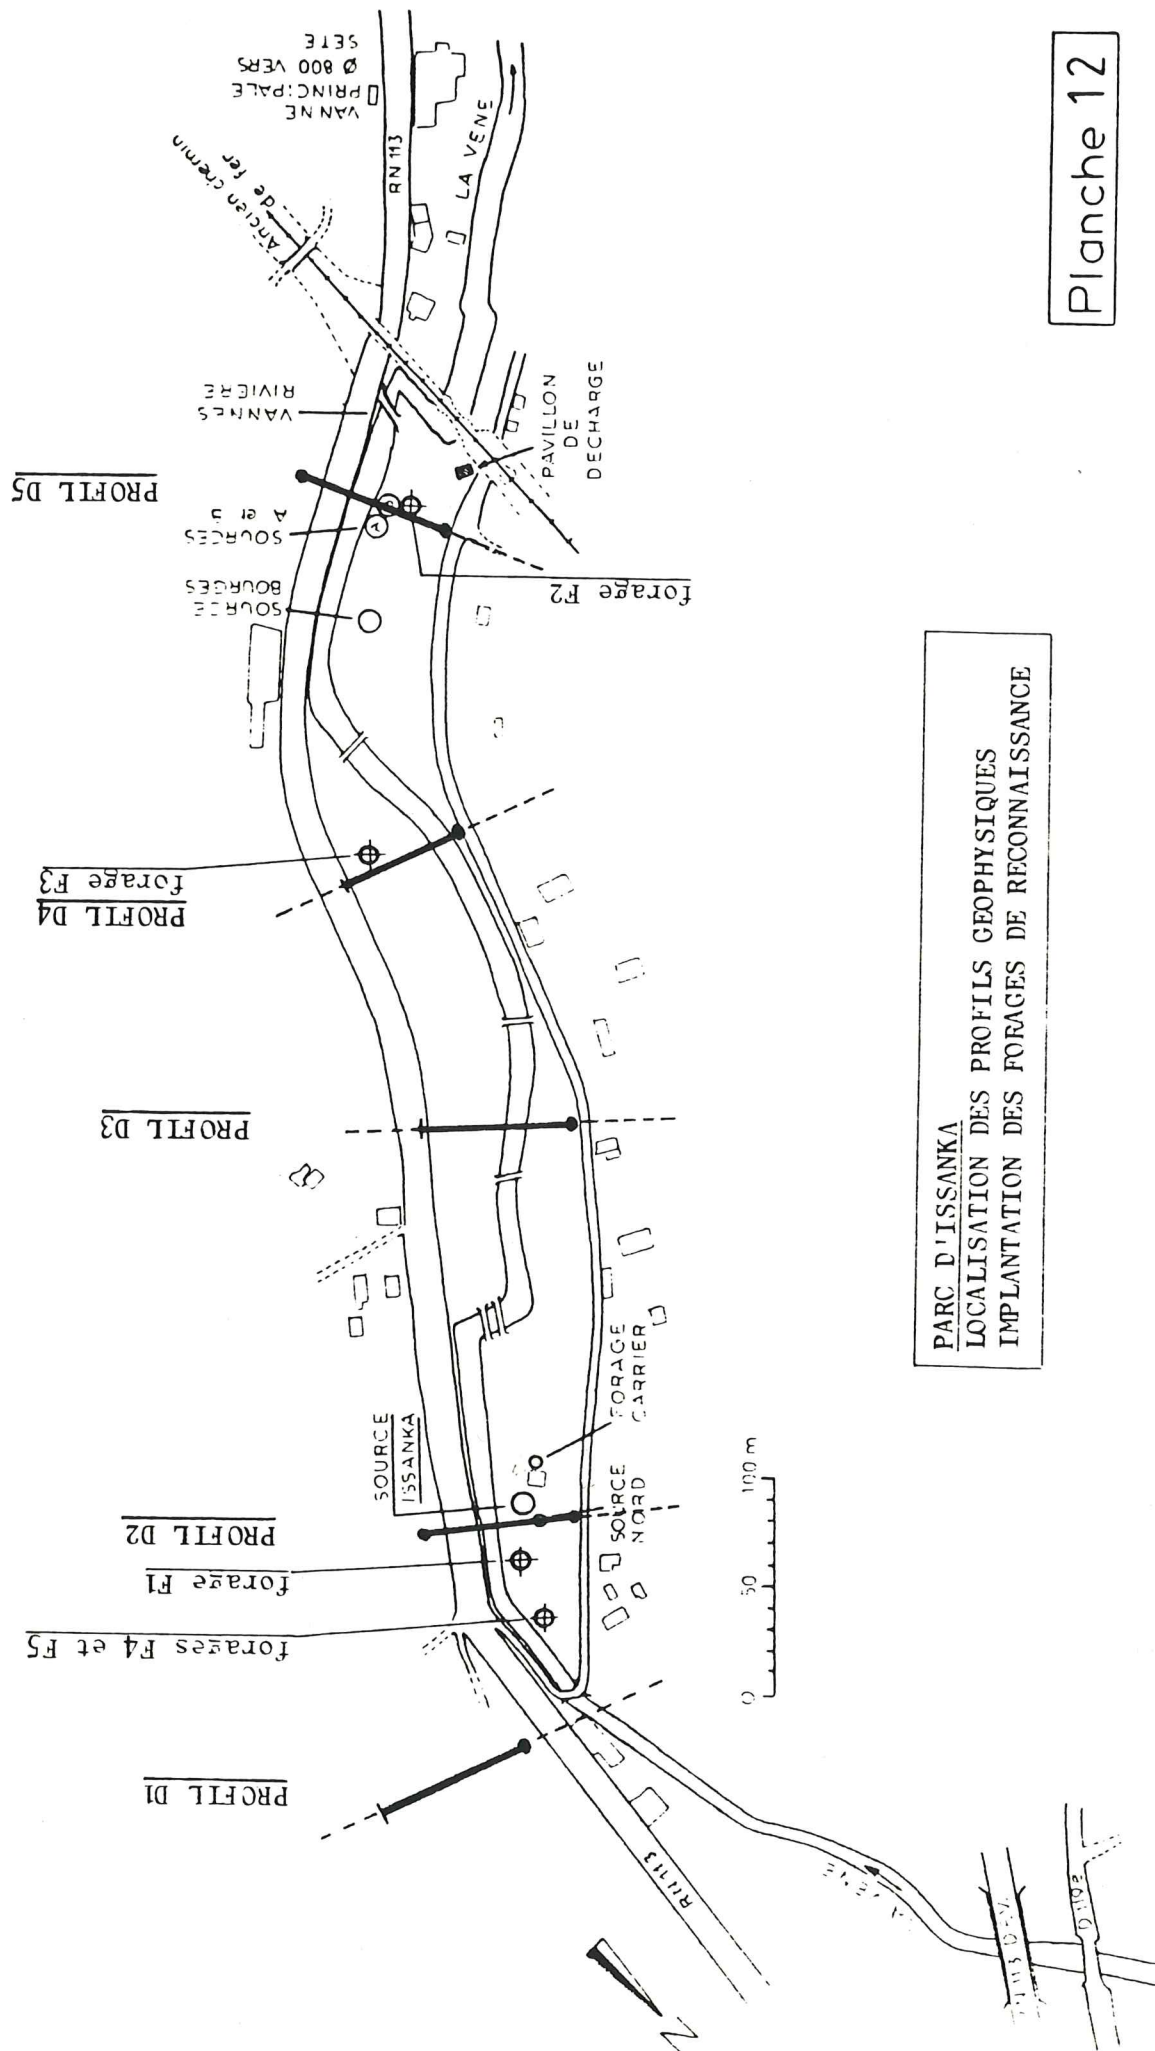 Planche 12
PARC D'ISSANKA
LOCALISATION DES PROFILS GEOPHYSIQUES
IMPLANTATION DES FORAGES DE RECONNAISSANCE
VANNE
PRINCIPALE
Ø 800 VERS
SETE
Ancien chemin
de fer
RN 113
LA VENE
VANNES
RIVIERE
PAVILLON
DE
DECHARGE
PROFIL D5
SOURCES
A et B
A
forage F2
SOURCE
BOURGES
forage F3
PROFIL D4
PROFIL D3
SOURCE
ISSANKA
FORAGE
CARRIER
SOURCE
NORD
PROFIL D2
forage F1
forages F4 et F5
0
50
100 m
PROFIL D1
RN 113
N
VENE